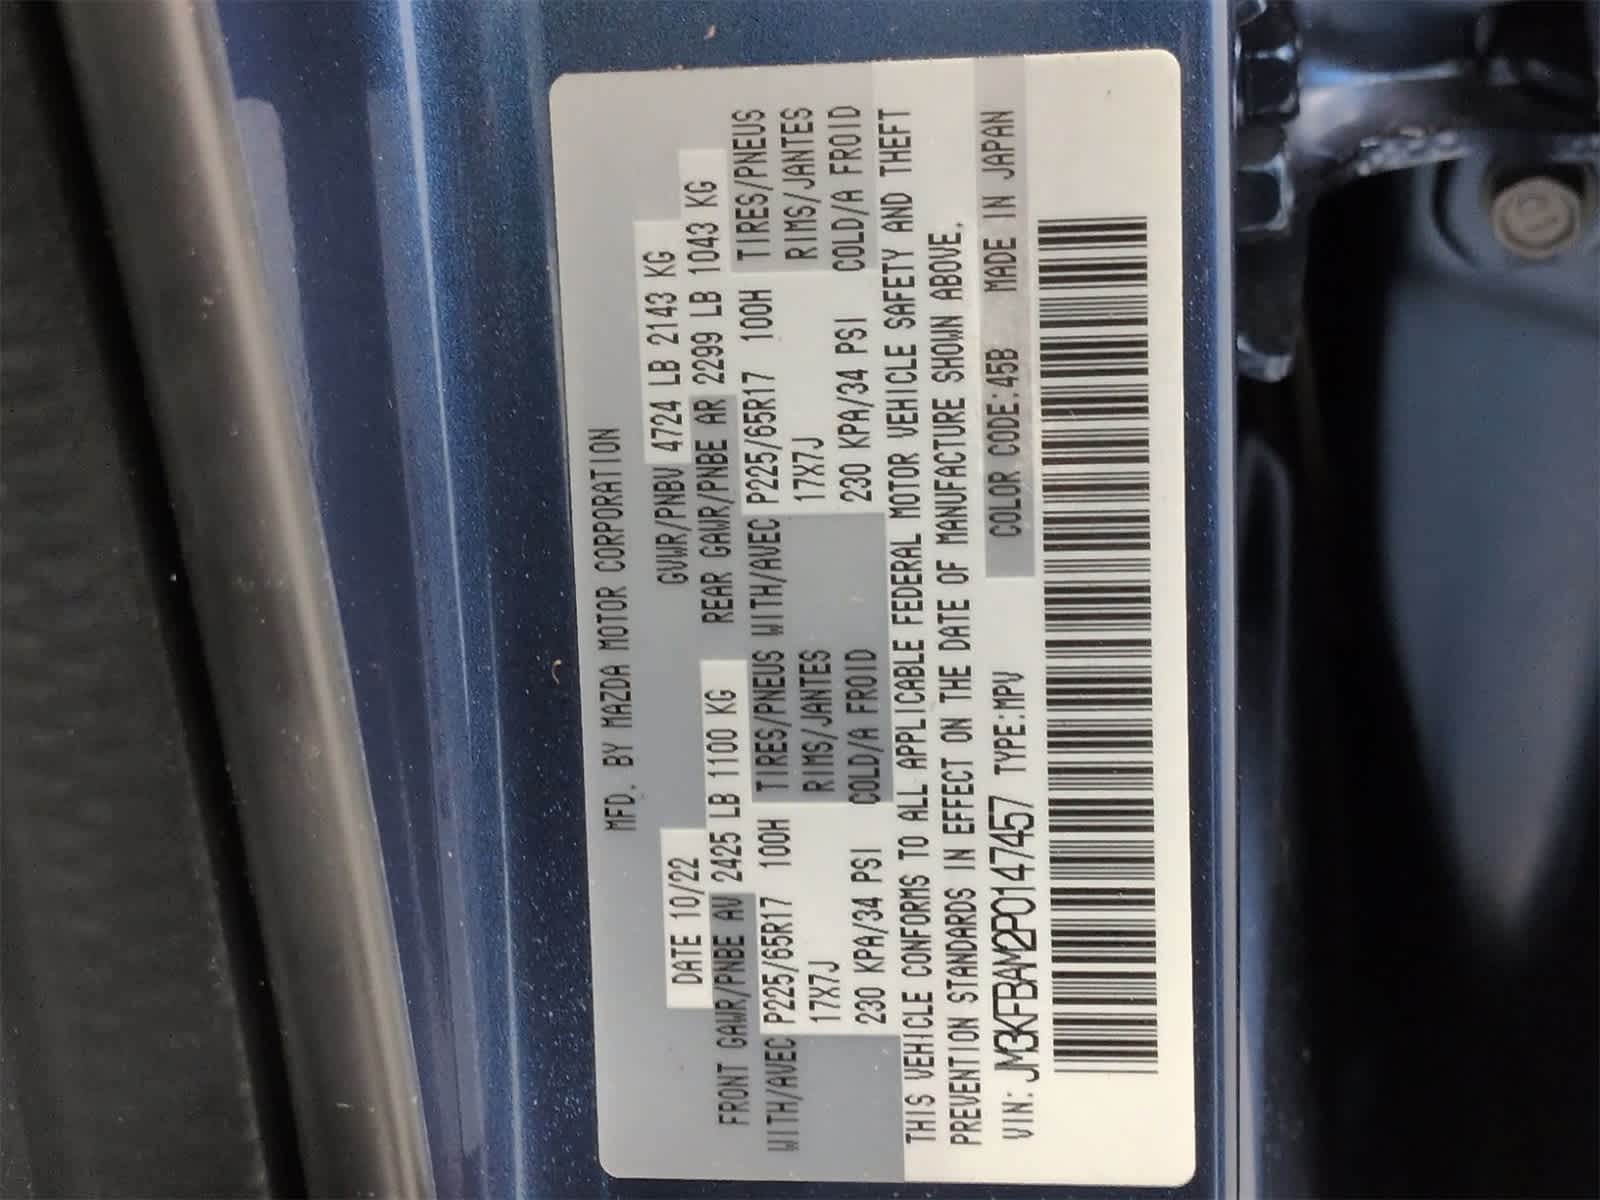 MFD. BY MAZDA MOTOR CORPORATION
DATE 10/22 GVWR/PNBV 4724 LB 2143 KG
FRONT GAWR/PNBE AV 2425 LB 1100 KG REAR GAWR/PNBE AR 2299 LB 1043 KG
WITH/AVEC P225/65R17 100H TIRES/PNEUS WITH/AVEC P225/65R17 100H TIRES/PNEUS
17X7J RIMS/JANTES 17X7J RIMS/JANTES
230 KPA/34 PSI COLD/A FROID 230 KPA/34 PSI COLD/A FROID
THIS VEHICLE CONFORMS TO ALL APPLICABLE FEDERAL MOTOR VEHICLE SAFETY AND THEFT
PREVENTION STANDARDS IN EFFECT ON THE DATE OF MANUFACTURE SHOWN ABOVE.
VIN: JM3KFBAM2P0147457 TYPE:MPV COLOR CODE:45B MADE IN JAPAN